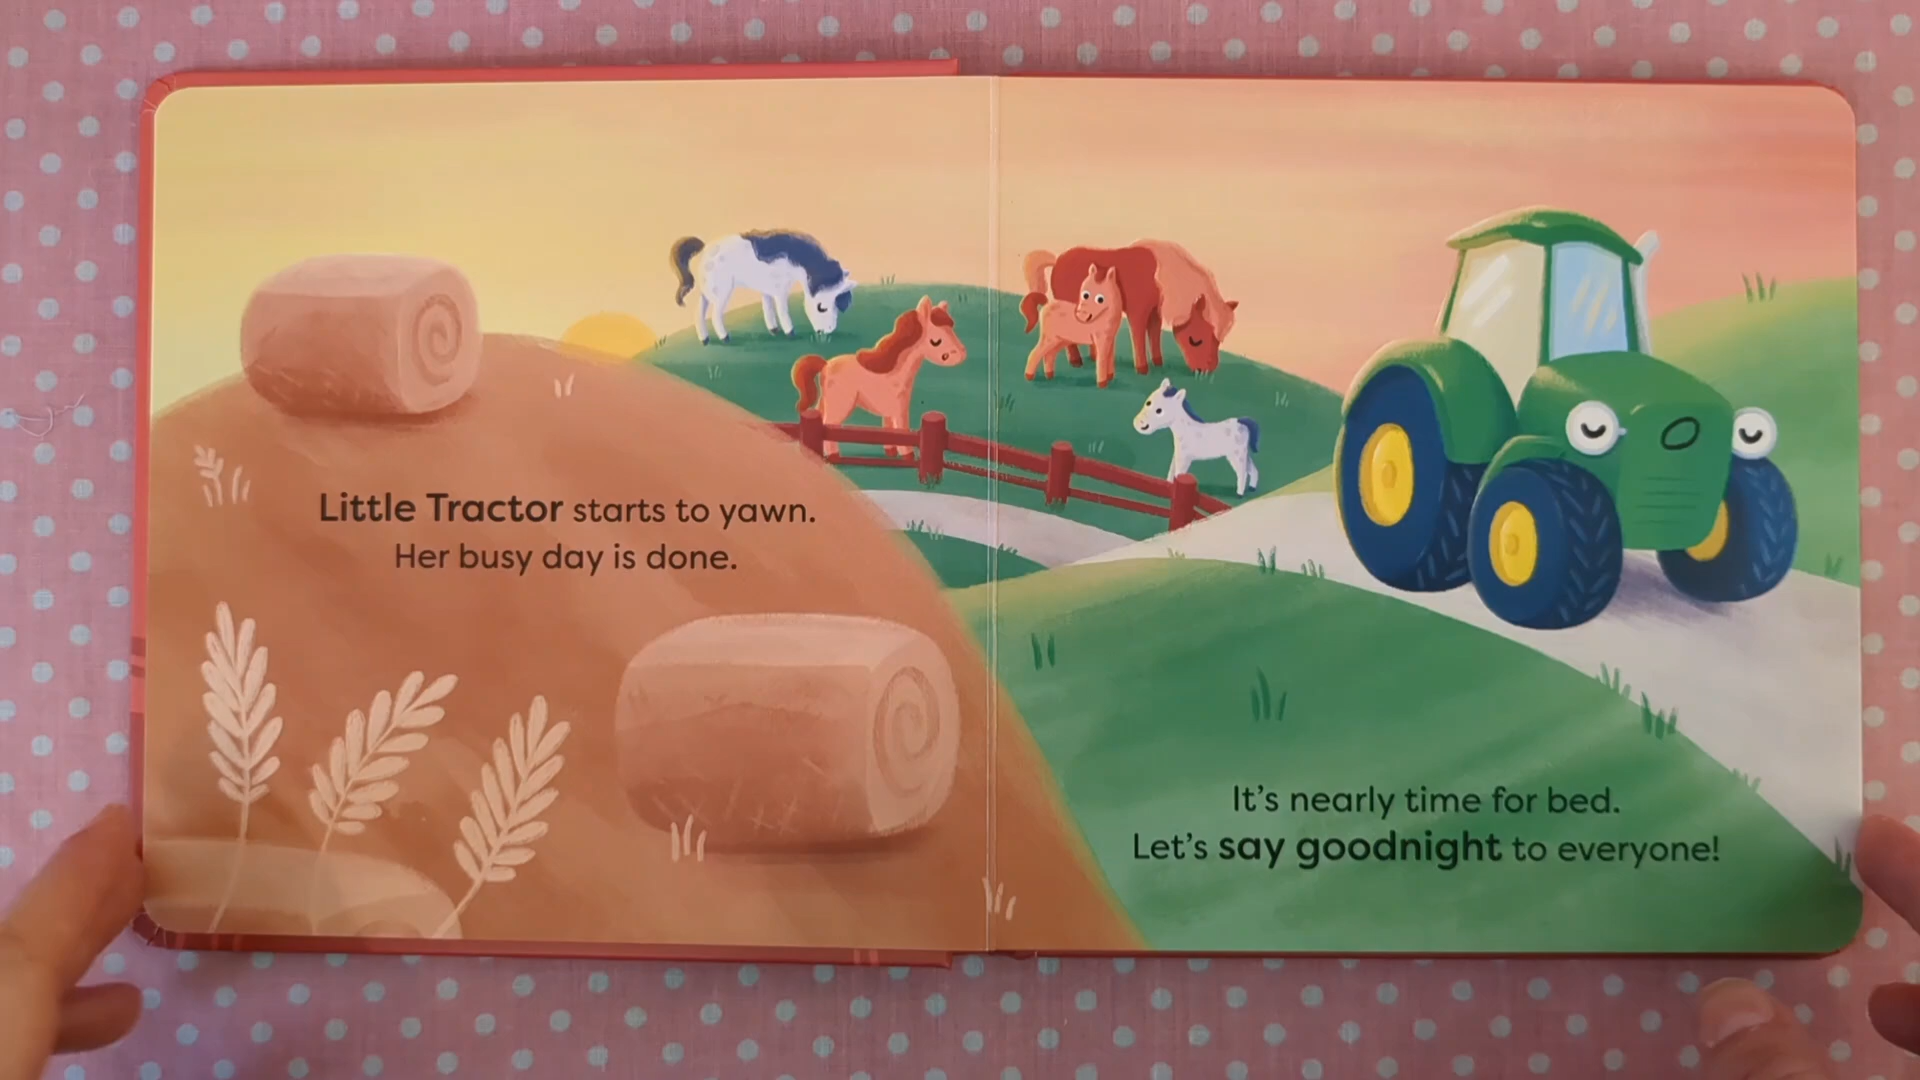 Little Tractor starts to yawn.
Her busy day is done.
It's nearly time for bed.
Let's say goodnight to everyone!